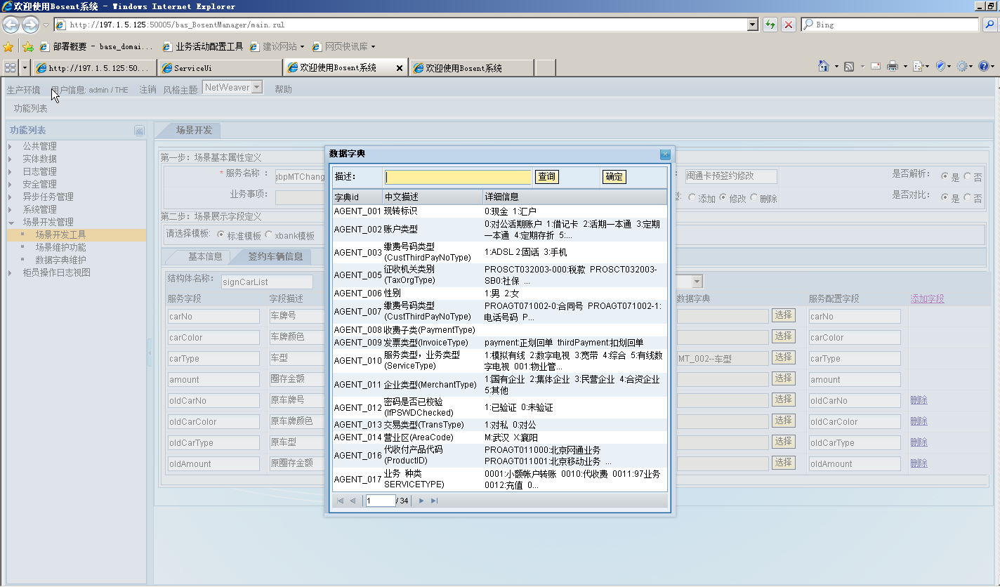 欢迎使用Bosent系统 - Windows Internet Explorer
http://197.1.5.125:50005/bas_BosentManager/main.zul
Bing
部署概要 - base_domai... 业务活动配置工具 建议网站 网页快讯库
http://197.1.5.125:50... ServiceUi 欢迎使用Bosent系统 欢迎使用Bosent系统
生产环境 用户信息: admin / THE 注销 风格主题: NetWeaver 帮助
功能列表
功能列表
公共管理
实体数据
日志管理
安全管理
异步任务管理
系统管理
场景开发管理
场景开发工具
场景维护功能
数据字典维护
柜员操作日志视图
场景开发
第一步：场景基本属性定义
* 服务名称 : gbpMTChang
闽通卡预签约修改
是否解析: 是 否
业务事项:
型: 添加 修改 删除
是否对比: 是 否
第二步：场景展示字段定义
请选择模板: 标准模板 xbank模板
基本信息 签约车辆信息
结构体名称: signCarList
服务字段 字段描述 数据字典 服务配置字段 添加字段
carNo 车牌号 选择 carNo
carColor 车牌颜色 选择 carColor
carType 车型 MT_002--车型 选择 carType
amount 圈存金额 选择 amount
oldCarNo 原车牌号 选择 oldCarNo 删除
oldCarColor 原车牌颜色 选择 oldCarColor 删除
oldCarType 原车型 选择 oldCarType 删除
oldAmount 原圈存金额 选择 oldAmount 删除
数据字典
描述: 查询 确定
字典id 中文描述 详细信息
AGENT_001 现转标识 0:现金 1:汇户
AGENT_002 账户类型 0:对公活期账户 1:借记卡 2:活期一本通 3:定期
一本通 4:定期存折 5:...
AGENT_003 缴费号码类型
(CustThirdPayNoType) 1:ADSL 2:固话 3:手机
AGENT_005 征收机关类别
(TaxOrgType) PROSCT032003-000:税款 PROSCT032003-
SB0:社保 ...
AGENT_006 性别 1:男 2:女
AGENT_007 缴费号码类型
(CustThirdPayNoType) PROAGT071002-0:合同号 PROAGT071002-1:
电话号码 P...
AGENT_008 收费子类(PaymentType)
AGENT_009 发票类型(InvoiceType) payment:正划回单 thirdPayment:扣划回单
AGENT_010 服务类型，业务类型
(ServiceType) 1:模拟有线 2:数字电视 3:宽带 4:综合 5:有线数
字电视 001:物业管...
AGENT_011 企业类型(MerchantType) 1:国有企业 2:集体企业 3:民营企业 4:合资企业
5:其他
AGENT_012 密码是否已校验
(IfPSWDChecked) 1:已验证 0:未验证
AGENT_013 交易类型(TransType) 1:对私 0:对公
AGENT_014 营业区(AreaCode) M:武汉 X:襄阳
AGENT_016 代收付产品代码
(ProductID) PROAGT011000:北京网通业务
PROAGT011001:北京移动业务 ...
AGENT_017 业务 种类
SERVICETYPE) 0001:小额帐户转账 0010:代收费 0011:97业务
0012:充值 0...
1 / 34